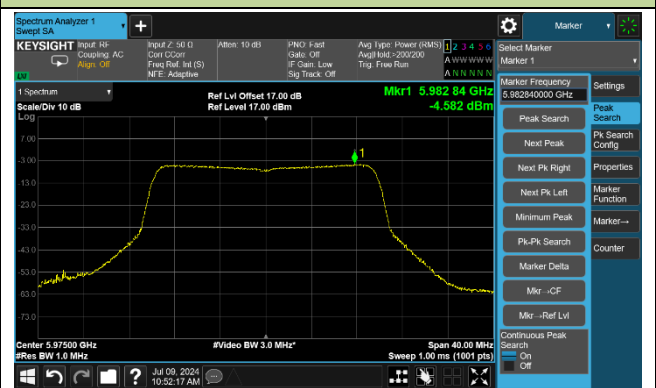 Spectrum Analyzer 1
Swept SA
+
Marker
KEYSIGHT
Input: RF
Coupling: AC
Align: Off
Input Z: 50 Ω
Corr CCorr
Freq Ref: Int (S)
NFE: Adaptive
Atten: 10 dB
PNO: Fast
Gate: Off
IF Gain: Low
Sig Track: Off
Avg Type: Power (RMS)
Avg|Hold:>200/200
Trig: Free Run
1 2 3 4 5 6
A W W W W W
A N N N N N
LU
Select Marker
Marker 1
1 Spectrum
Scale/Div 10 dB
Log
Ref Lvl Offset 17.00 dB
Ref Level 17.00 dBm
Mkr1 5.982 84 GHz
-4.582 dBm
7.00
-3.00
-13.0
-23.0
-33.0
-43.0
-53.0
-63.0
-73.0
1
Center 5.97500 GHz
#Res BW 1.0 MHz
#Video BW 3.0 MHz*
Span 40.00 MHz
Sweep 1.00 ms (1001 pts)
Marker Frequency
5.982840000 GHz
Peak Search
Next Peak
Next Pk Right
Next Pk Left
Minimum Peak
Pk-Pk Search
Marker Delta
Mkr→CF
Mkr→Ref Lvl
Continuous Peak
Search
On
Off
Settings
Peak
Search
Pk Search
Config
Properties
Marker
Function
Marker→
Counter
?
Jul 09, 2024
10:52:17 AM